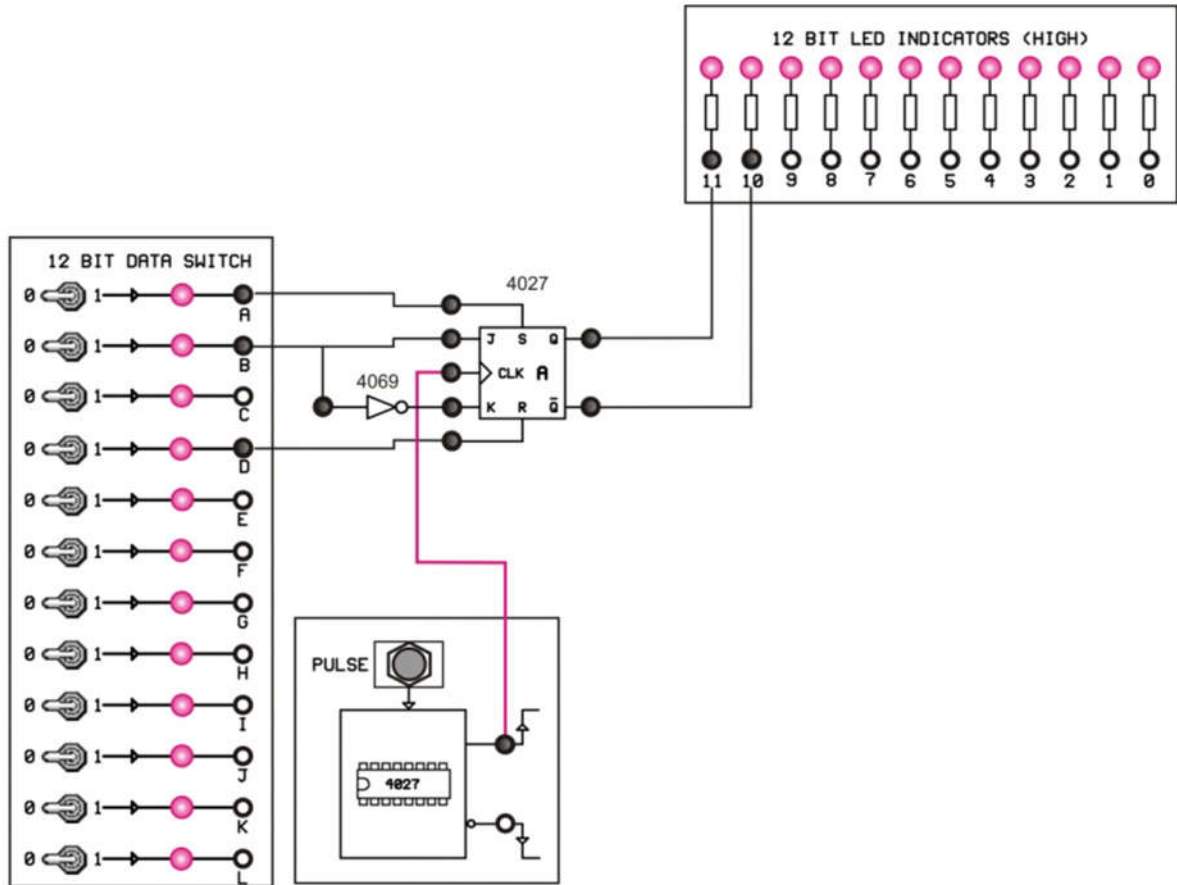 12 BIT LED INDICATORS (HIGH)
11 10 9 8 7 6 5 4 3 2 1 0
12 BIT DATA SWITCH
0 1 A
0 1 B
0 1 C
0 1 D
0 1 E
0 1 F
0 1 G
0 1 H
0 1 I
0 1 J
0 1 K
0 1 L
4027
J S Q
CLK A
K R Q̅
4069
PULSE
4027